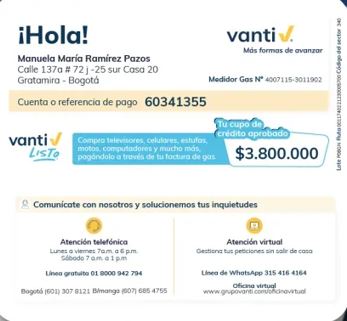 ¡Hola!
vanti
Más formas de avanzar
Manuela María Ramírez Pazos
Calle 137a # 72 j -25 sur Casa 20
Gratamira - Bogotá
Medidor Gas N° 4007115-3011902
Cuenta o referencia de pago 60341355
vanti
Listo
Compra televisores, celulares, estufas,
motos, computadores y mucho más,
pagándolo a través de tu factura de gas.
Tu cupo de
crédito aprobado
$3.800.000
Comunícate con nosotros y solucionemos tus inquietudes
Atención telefónica
Lunes a viernes 7a.m. a 6 p.m.
Sábado 7 a.m. a 1 p.m
Línea gratuita 01 8000 942 794
Bogotá (601) 307 8121 B/manga (607) 685 4755
Atención virtual
Gestiona tus peticiones sin salir de casa
Línea de WhatsApp 315 416 4164
Oficina virtual
www.grupovanti.com/oficinavirtual
Código del sector 340